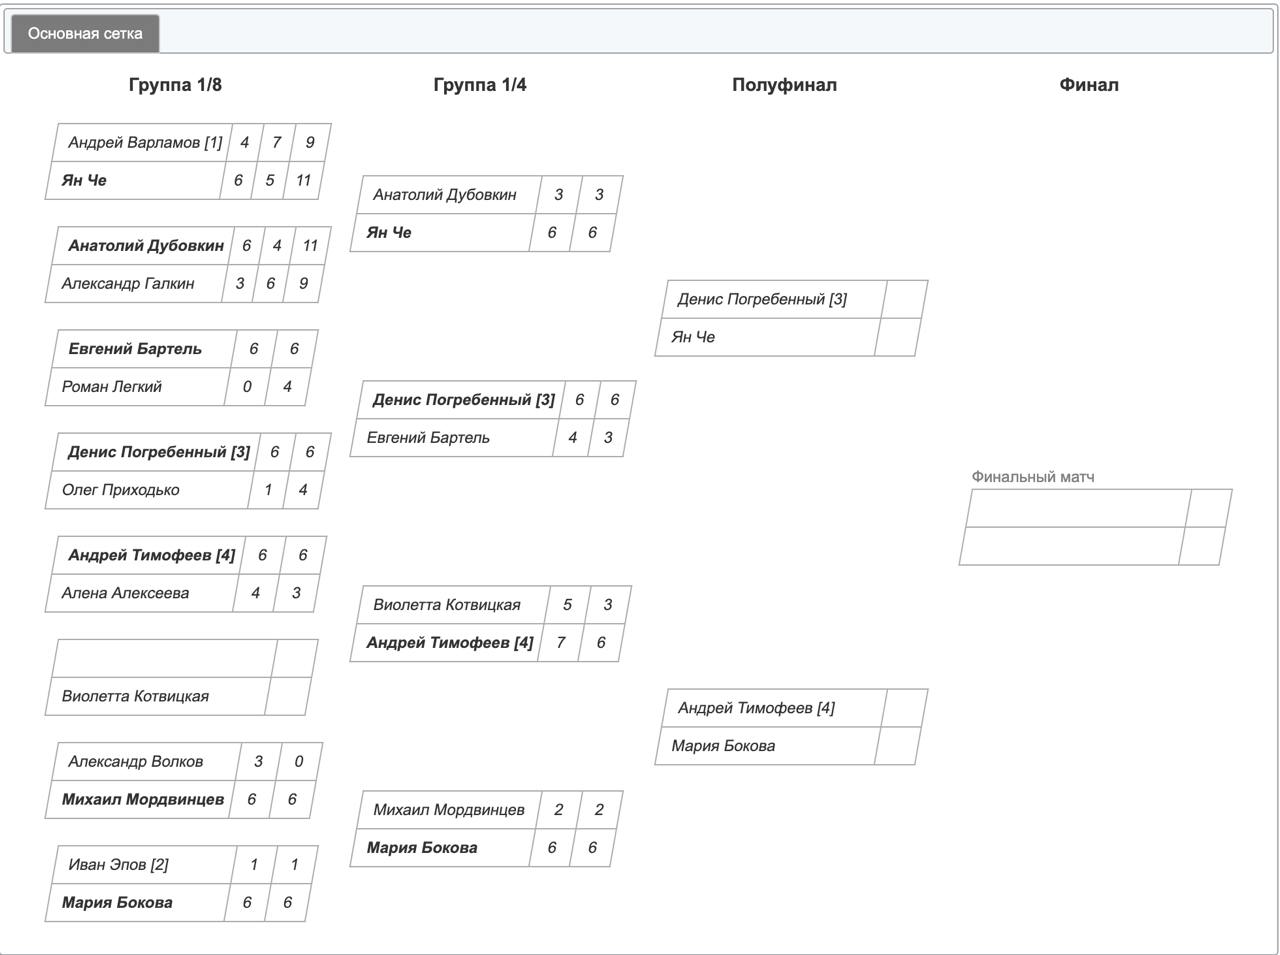 Основная сетка
Группа 1/8
Группа 1/4
Полуфинал
Финал
Андрей Варламов [1] 4 7 9
Ян Че 6 5 11
Анатолий Дубовкин 6 4 11
Александр Галкин 3 6 9
Евгений Бартель 6 6
Роман Легкий 0 4
Денис Погребенный [3] 6 6
Олег Приходько 1 4
Андрей Тимофеев [4] 6 6
Алена Алексеева 4 3
Виолетта Котвицкая
Александр Волков 3 0
Михаил Мордвинцев 6 6
Иван Эпов [2] 1 1
Мария Бокова 6 6
Анатолий Дубовкин 3 3
Ян Че 6 6
Денис Погребенный [3] 6 6
Евгений Бартель 4 3
Виолетта Котвицкая 5 3
Андрей Тимофеев [4] 7 6
Михаил Мордвинцев 2 2
Мария Бокова 6 6
Денис Погребенный [3]
Ян Че
Андрей Тимофеев [4]
Мария Бокова
Финальный матч